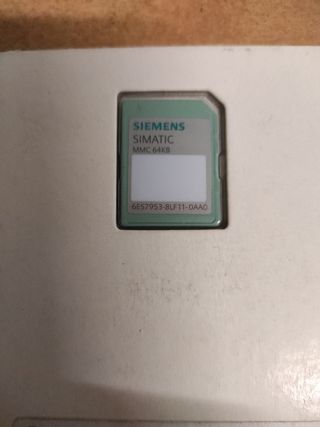 SIEMENS
SIMATIC
MMC 64KB
6ES7953-8LF11-0AA0